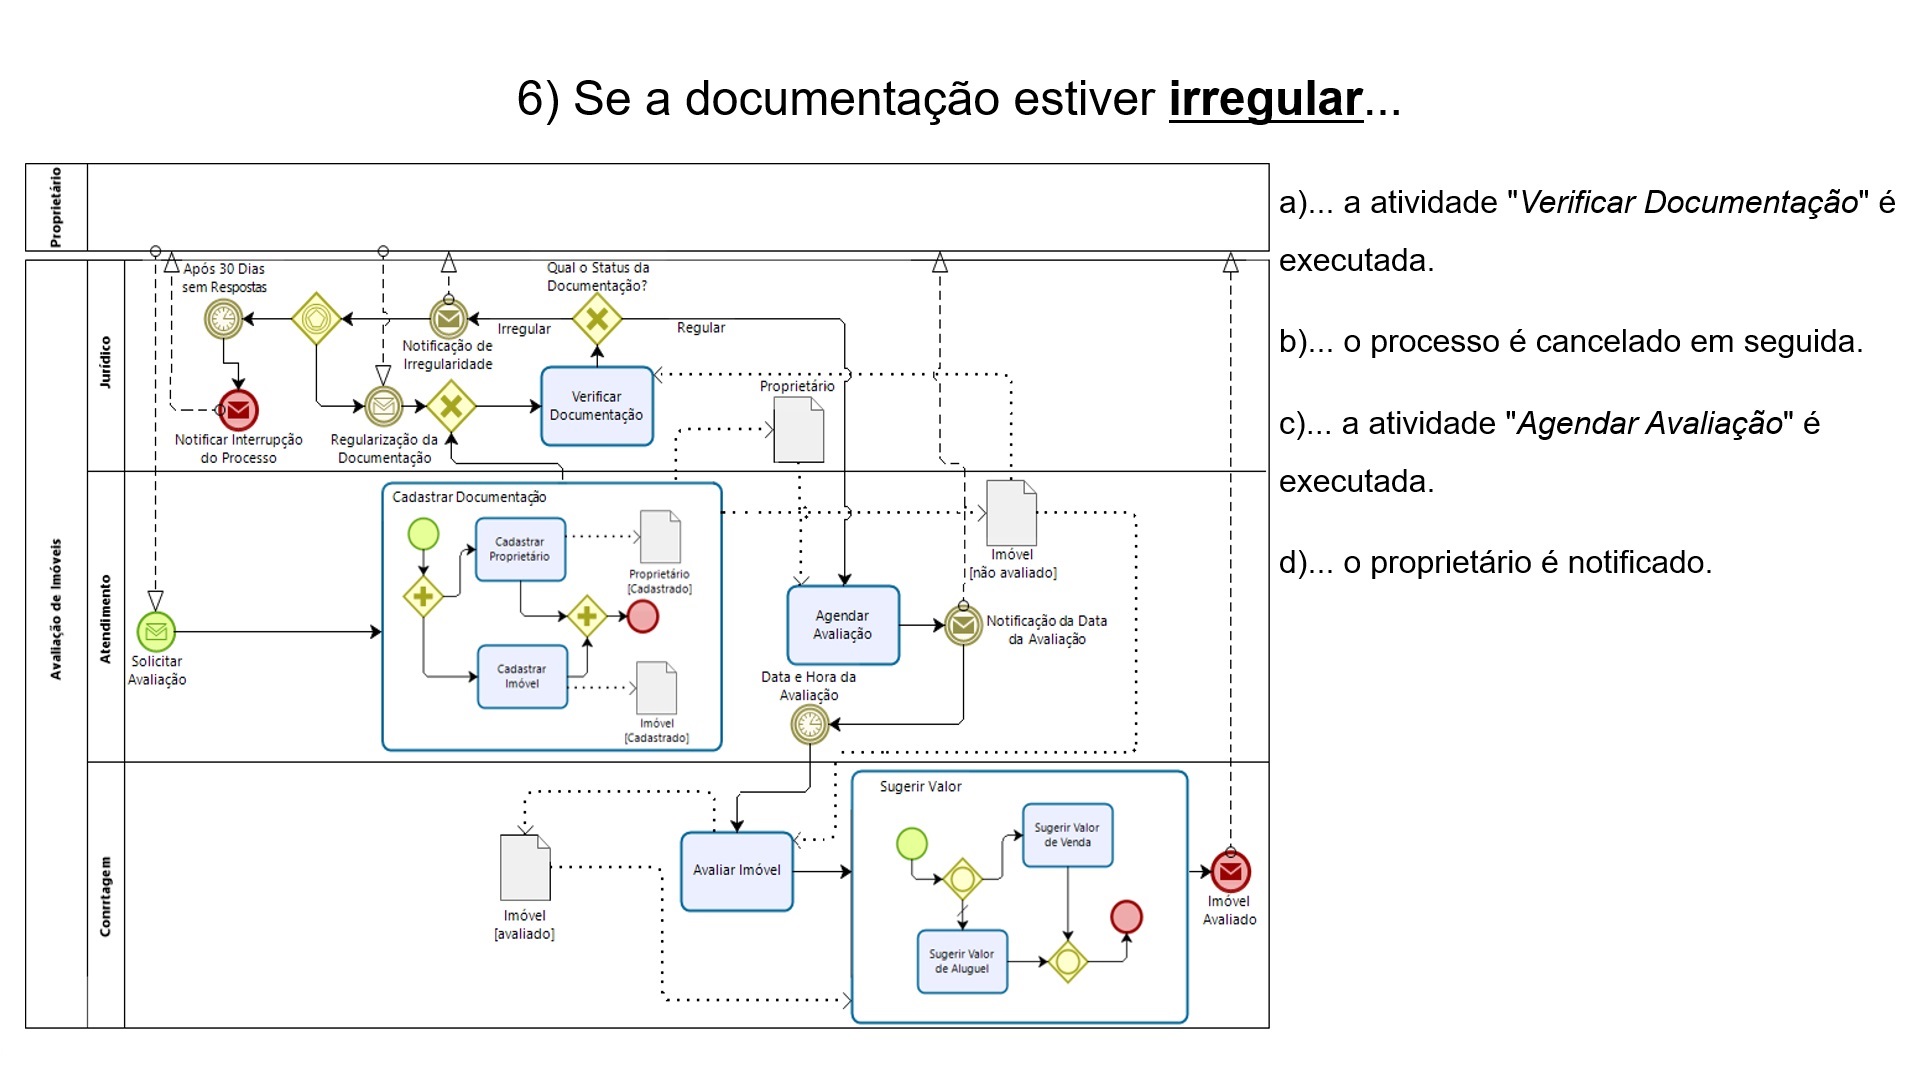 6) Se a documentação estiver irregular...
Proprietário
Avaliação de Imóveis
Jurídico
Após 30 Dias
sem Respostas
Notificar Interrupção
do Processo
Notificação de
Irregularidade
Regularização da
Documentação
Irregular
Qual o Status da
Documentação?
Regular
Verificar
Documentação
Proprietário
Atendimento
Solicitar
Avaliação
Cadastrar Documentação
Cadastrar
Proprietário
Proprietário
[Cadastrado]
Cadastrar
Imóvel
Imóvel
[Cadastrado]
Agendar
Avaliação
Imóvel
[não avaliado]
Notificação da Data
da Avaliação
Data e Hora da
Avaliação
Conrrtagem
Imóvel
[avaliado]
Avaliar Imóvel
Sugerir Valor
Sugerir Valor
de Venda
Sugerir Valor
de Aluguel
Imóvel
Avaliado
a)... a atividade "Verificar Documentação" é
executada.
b)... o processo é cancelado em seguida.
c)... a atividade "Agendar Avaliação" é
executada.
d)... o proprietário é notificado.